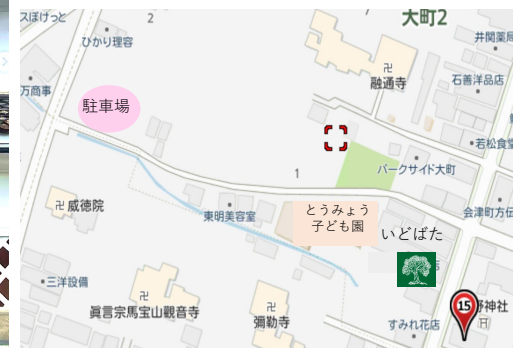 スぽけっと
2
大町2
ひかり理容
井関薬局
卍
融通寺
石善洋品店
万商事
駐車場
若松食堂
1
パークサイド大町
卍威徳院
東明美容室
とうみょう
子ども園
いどばた
会津町方伝
三洋設備
卍
眞言宗馬宝山観音寺
卍
彌勒寺
すみれ花店
15
野神社